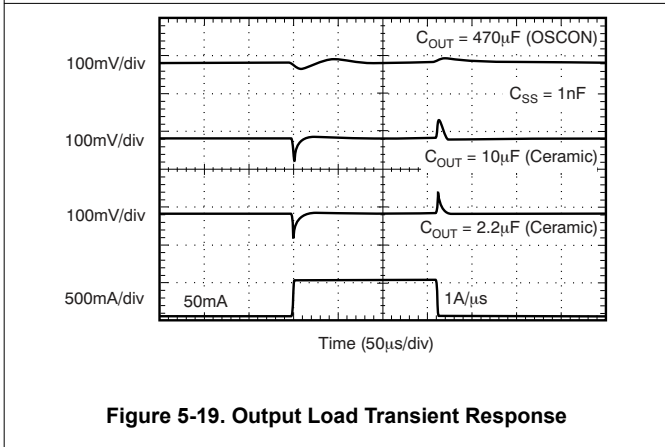 C_OUT = 470μF (OSCON)
100mV/div
C_SS = 1nF
100mV/div
C_OUT = 10μF (Ceramic)
100mV/div
C_OUT = 2.2μF (Ceramic)
500mA/div
50mA
1A/μs
Time (50μs/div)
Figure 5-19. Output Load Transient Response